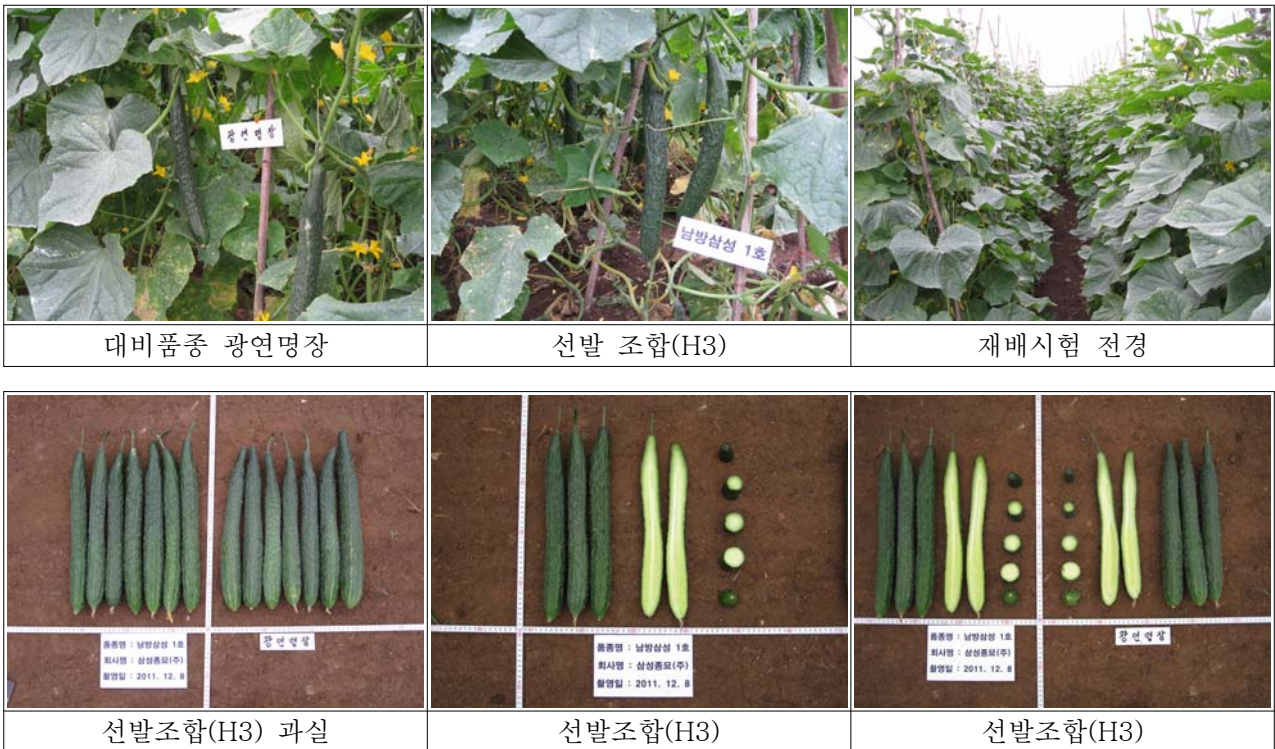 광연명장
남방삼성 1호
대비품종 광연명장
선발 조합(H3)
재배시험 전경
품종명 : 남방삼성 1호
회사명 : 삼성종묘(주)
촬영일 : 2011. 12. 8
광연명장
품종명 : 남방삼성 1호
회사명 : 삼성종묘(주)
촬영일 : 2011. 12. 8
품종명 : 남방삼성 1호
회사명 : 삼성종묘(주)
촬영일 : 2011. 12. 8
광연명장
선발조합(H3) 과실
선발조합(H3)
선발조합(H3)